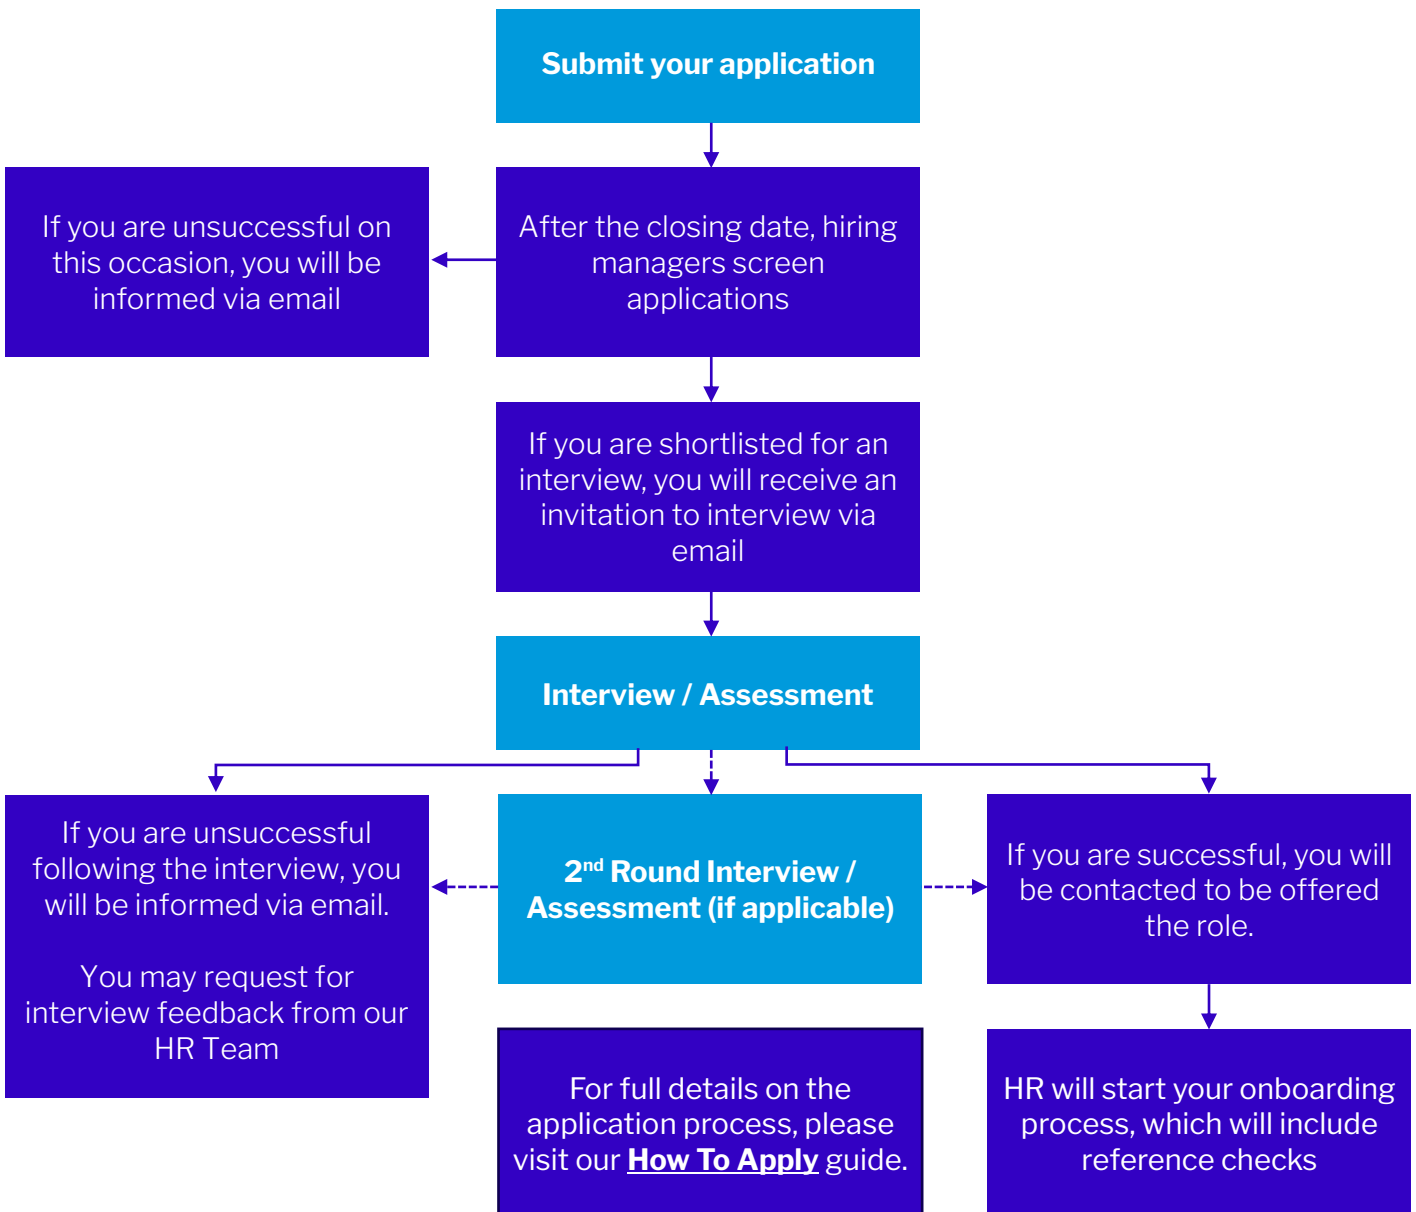 Submit your application
If you are unsuccessful on
this occasion, you will be
informed via email
After the closing date, hiring
managers screen
applications
If you are shortlisted for an
interview, you will receive an
invitation to interview via
email
Interview / Assessment
If you are unsuccessful
following the interview, you
will be informed via email.
You may request for
interview feedback from our
HR Team
2nd Round Interview /
Assessment (if applicable)
If you are successful, you will
be contacted to be offered
the role.
For full details on the
application process, please
visit our How To Apply guide.
HR will start your onboarding
process, which will include
reference checks